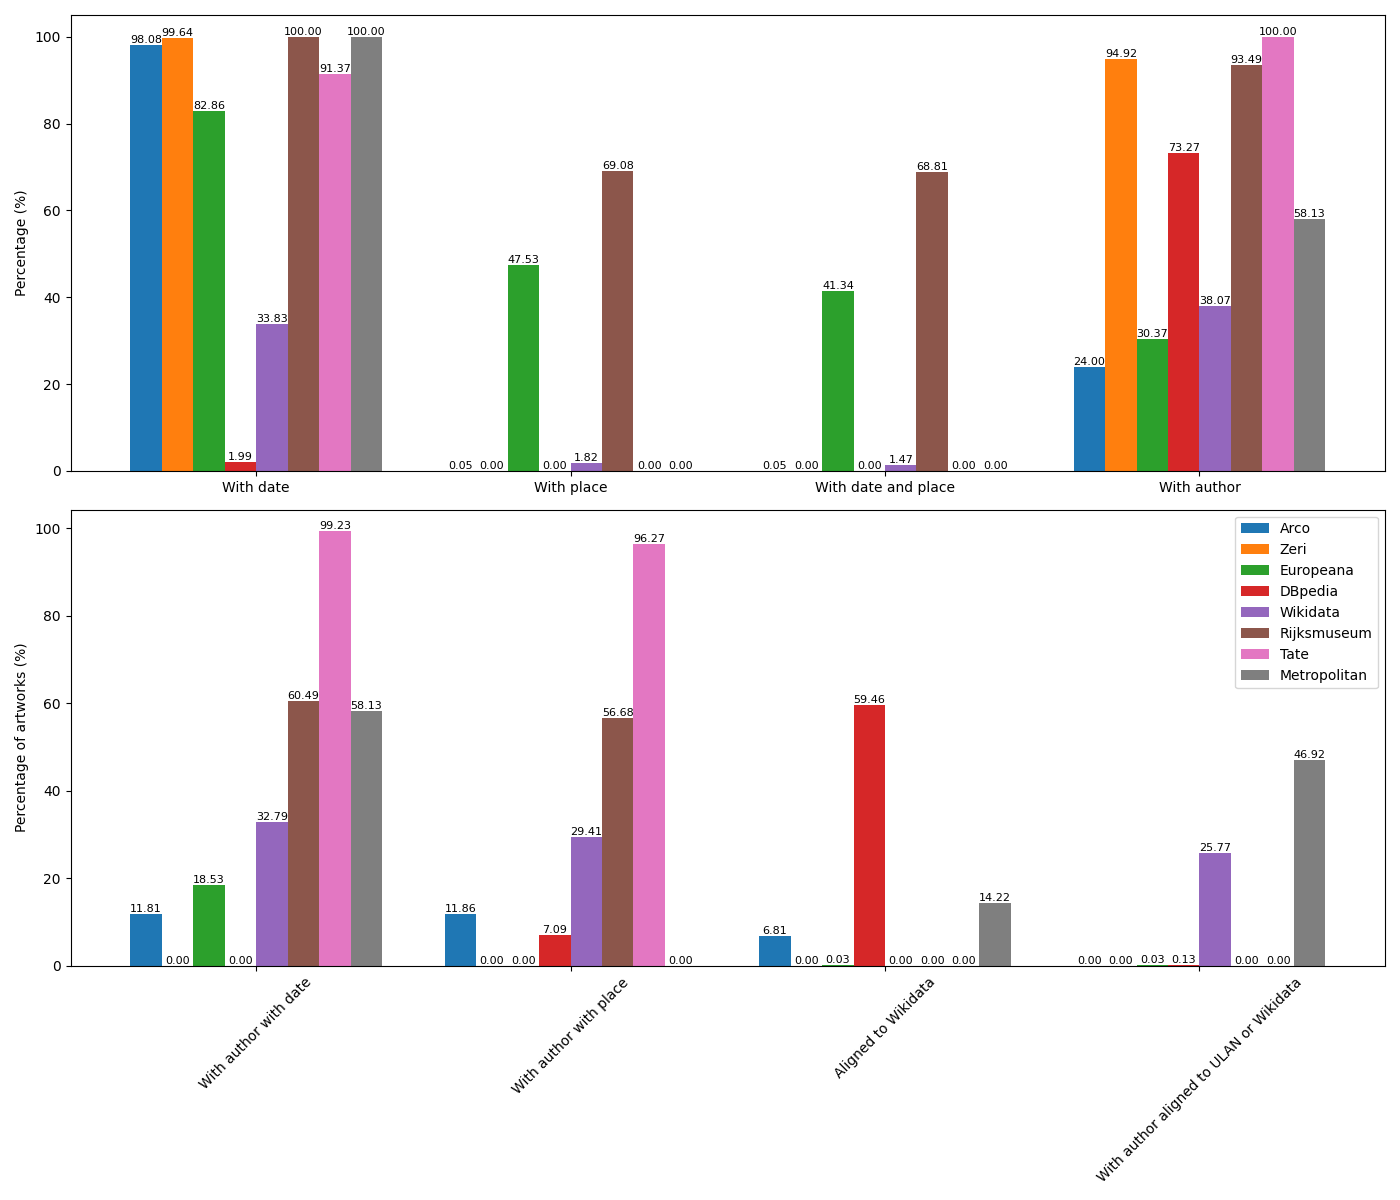 Percentage (%)
100
80
60
40
20
0
98.08 99.64 82.86 1.99 33.83 100.00 91.37 100.00
0.05 0.00 47.53 0.00 1.82 69.08 0.00 0.00
0.05 0.00 41.34 0.00 1.47 68.81 0.00 0.00
24.00 94.92 30.37 73.27 38.07 93.49 100.00 58.13
With date
With place
With date and place
With author
Percentage of artworks (%)
100
80
60
40
20
0
11.81 0.00 18.53 0.00 32.79 60.49 99.23 58.13
11.86 0.00 0.00 7.09 29.41 56.68 96.27 0.00
6.81 0.00 0.03 59.46 0.00 0.00 0.00 14.22
0.00 0.00 0.03 0.13 25.77 0.00 0.00 46.92
Arco
Zeri
Europeana
DBpedia
Wikidata
Rijksmuseum
Tate
Metropolitan
With author with date
With author with place
Aligned to Wikidata
With author aligned to ULAN or Wikidata